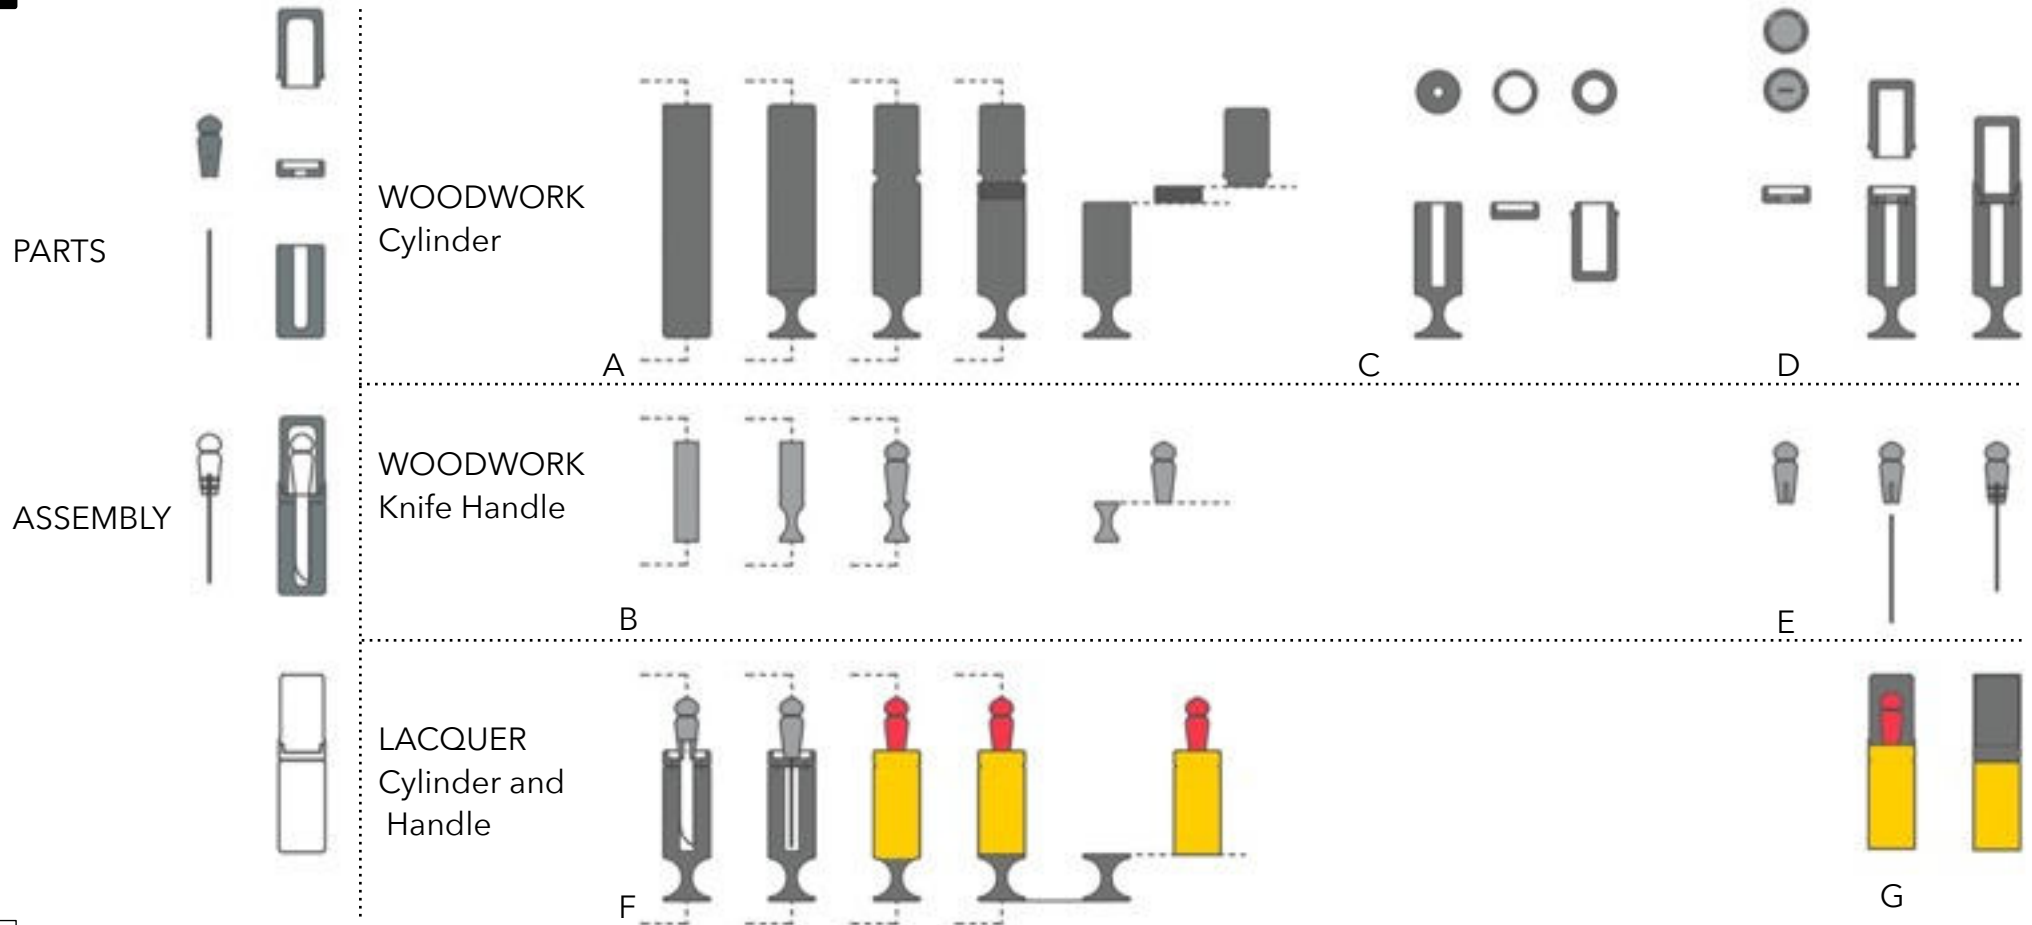 PARTS
ASSEMBLY
WOODWORK
Cylinder
A
C
D
WOODWORK
Knife Handle
B
E
LACQUER
Cylinder and
Handle
F
G